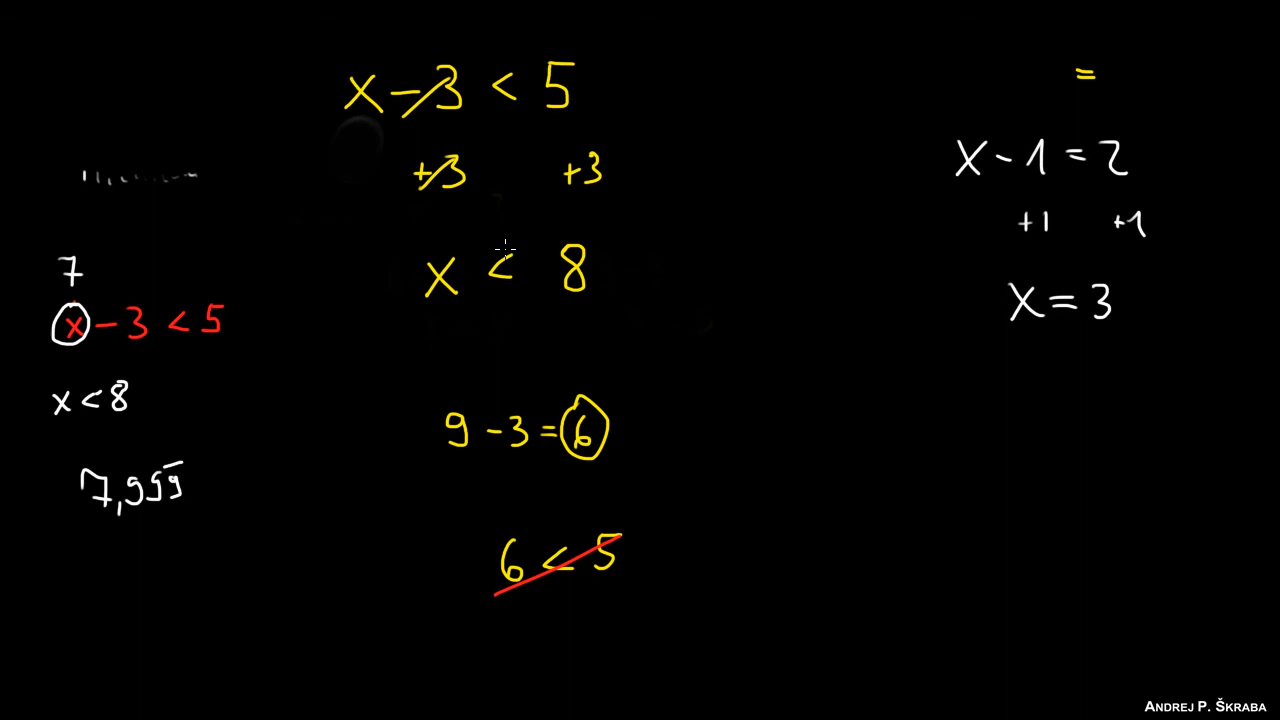 x - 3 < 5
+3 +3
x < 8
9 - 3 = 6
6 < 5
7
x - 3 < 5
x < 8
7,999
=
x - 1 = 2
+1 +1
x = 3
ANDREJ P. ŠKRABA